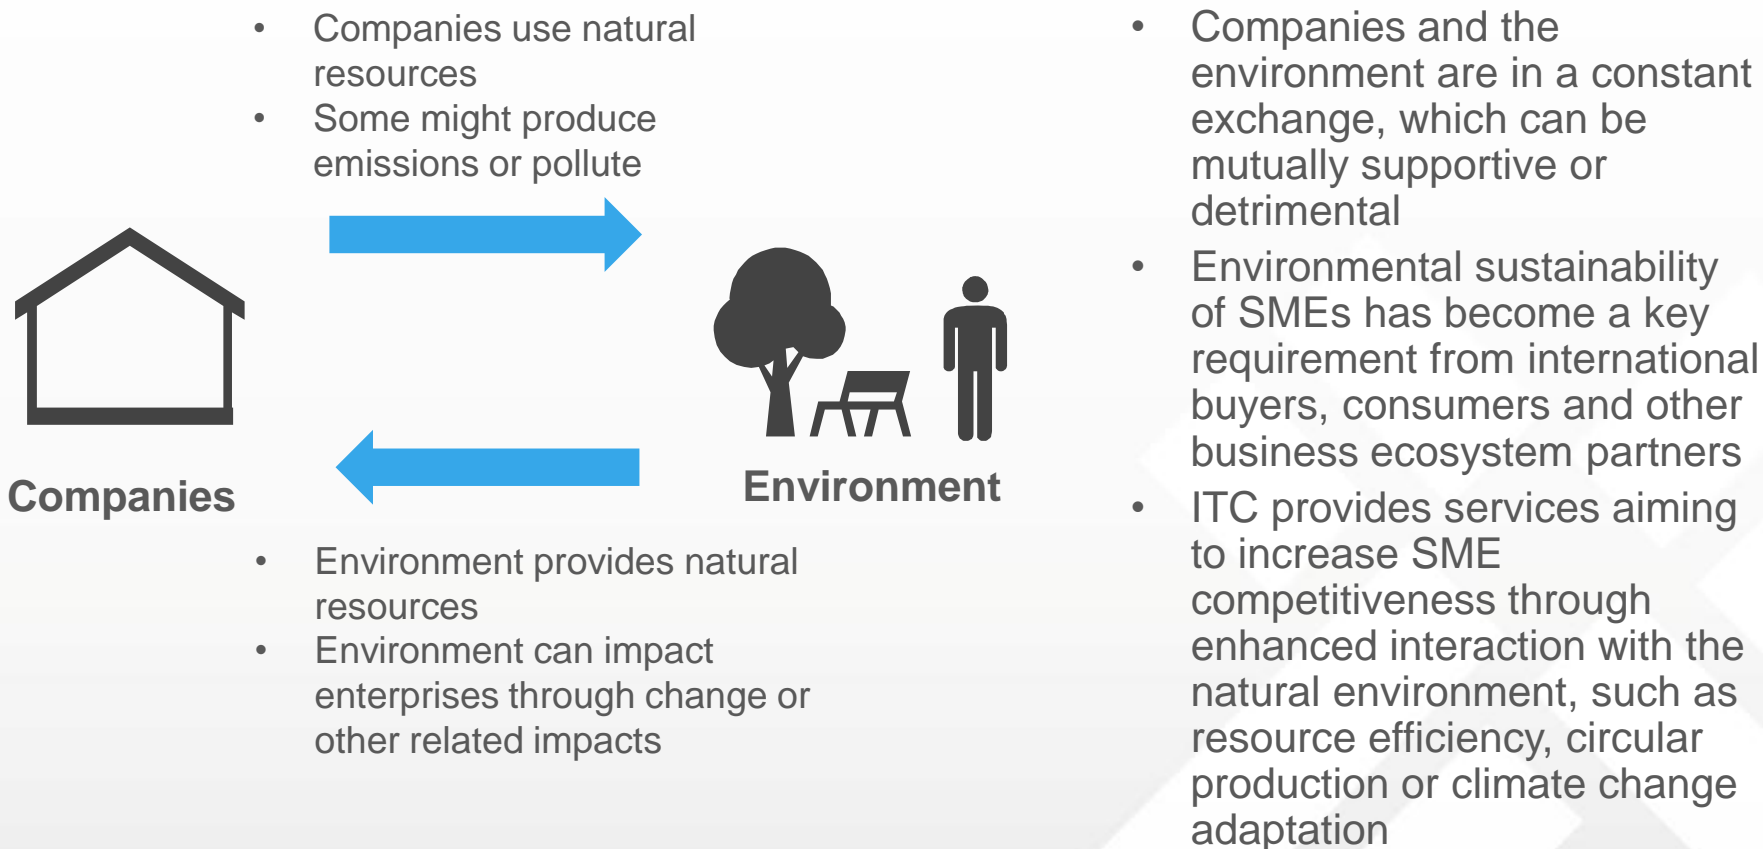 • Companies use natural
resources
• Some might produce
emissions or pollute
Companies
Environment
• Environment provides natural
resources
• Environment can impact
enterprises through change or
other related impacts
• Companies and the
environment are in a constant
exchange, which can be
mutually supportive or
detrimental
• Environmental sustainability
of SMEs has become a key
requirement from international
buyers, consumers and other
business ecosystem partners
• ITC provides services aiming
to increase SME
competitiveness through
enhanced interaction with the
natural environment, such as
resource efficiency, circular
production or climate change
adaptation